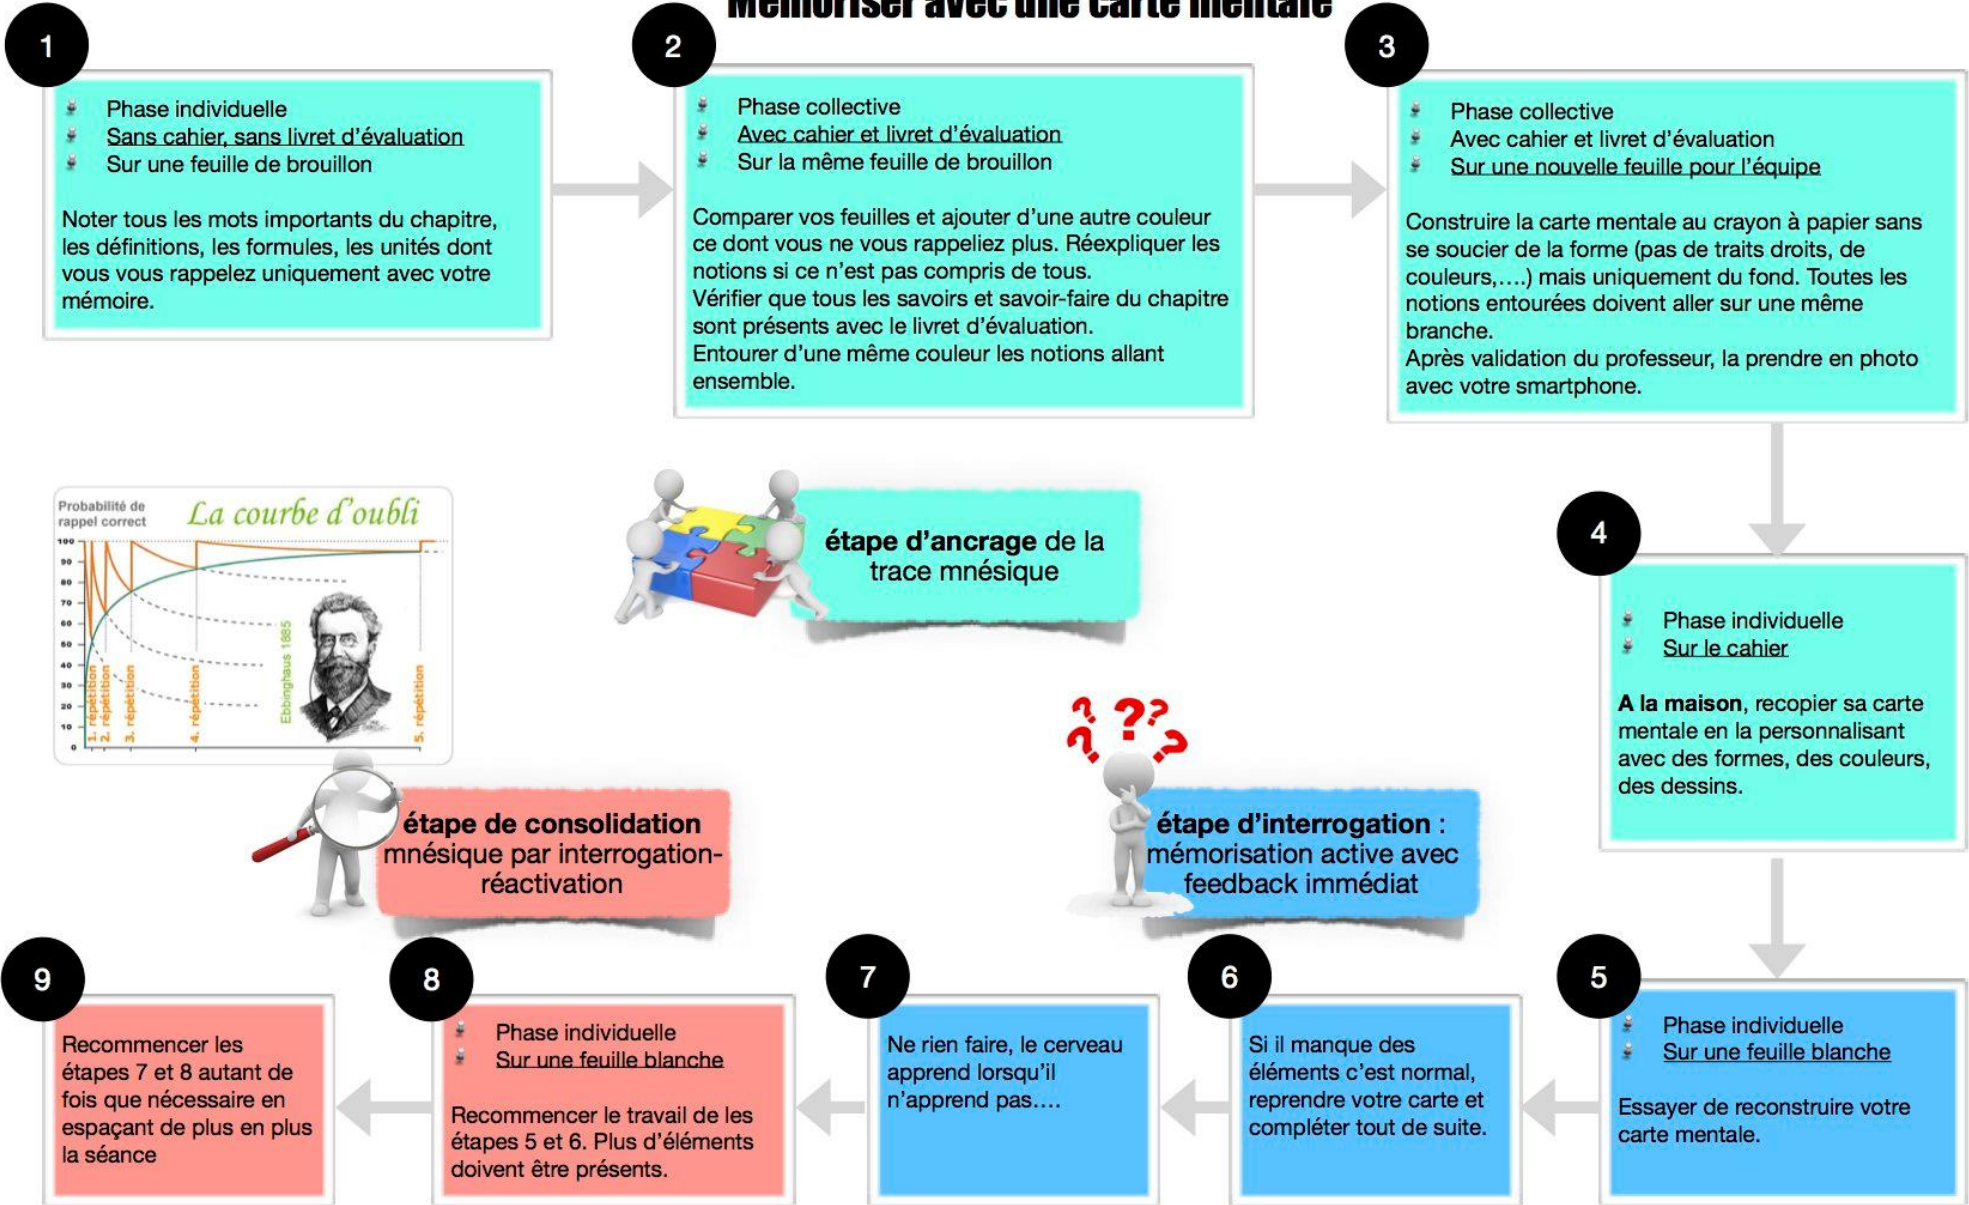 Mémoriser avec une carte mentale
1
Phase individuelle
Sans cahier, sans livret d'évaluation
Sur une feuille de brouillon
Noter tous les mots importants du chapitre,
les définitions, les formules, les unités dont
vous vous rappelez uniquement avec votre
mémoire.
2
Phase collective
Avec cahier et livret d'évaluation
Sur la même feuille de brouillon
Comparer vos feuilles et ajouter d'une autre couleur
ce dont vous ne vous rappeliez plus. Réexpliquer les
notions si ce n'est pas compris de tous.
Vérifier que tous les savoirs et savoir-faire du chapitre
sont présents avec le livret d'évaluation.
Entourer d'une même couleur les notions allant
ensemble.
3
Phase collective
Avec cahier et livret d'évaluation
Sur une nouvelle feuille pour l'équipe
Construire la carte mentale au crayon à papier sans
se soucier de la forme (pas de traits droits, de
couleurs,....) mais uniquement du fond. Toutes les
notions entourées doivent aller sur une même
branche.
Après validation du professeur, la prendre en photo
avec votre smartphone.
Probabilité de
rappel correct
La courbe d'oubli
100
90
80
70
60
50
40
30
20
10
0
1. répétition
2. répétition
3. répétition
4. répétition
5. répétition
Ebbinghaus 1885
étape d'ancrage de la
trace mnésique
4
Phase individuelle
Sur le cahier
A la maison, recopier sa carte
mentale en la personnalisant
avec des formes, des couleurs,
des dessins.
? ? ? ? ?
étape de consolidation
mnésique par interrogation-
réactivation
étape d'interrogation :
mémorisation active avec
feedback immédiat
5
Phase individuelle
Sur une feuille blanche
Essayer de reconstruire votre
carte mentale.
6
Si il manque des
éléments c'est normal,
reprendre votre carte et
compléter tout de suite.
7
Ne rien faire, le cerveau
apprend lorsqu'il
n'apprend pas....
8
Phase individuelle
Sur une feuille blanche
Recommencer le travail de les
étapes 5 et 6. Plus d'éléments
doivent être présents.
9
Recommencer les
étapes 7 et 8 autant de
fois que nécessaire en
espaçant de plus en plus
la séance